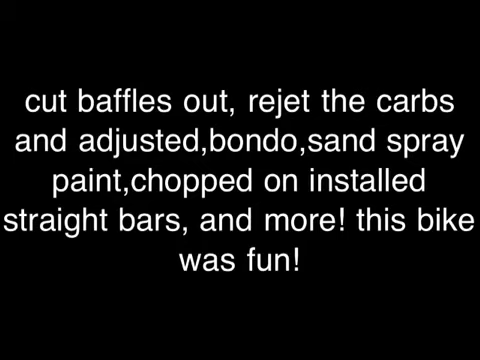 cut baffles out, rejet the carbs
and adjusted,bondo,sand spray
paint,chopped on installed
straight bars, and more! this bike
was fun!